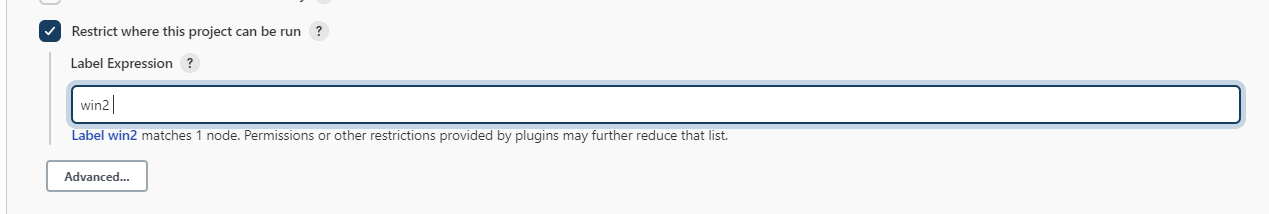 Restrict where this project can be run ?
Label Expression ?
win2
Label win2 matches 1 node. Permissions or other restrictions provided by plugins may further reduce that list.
Advanced...